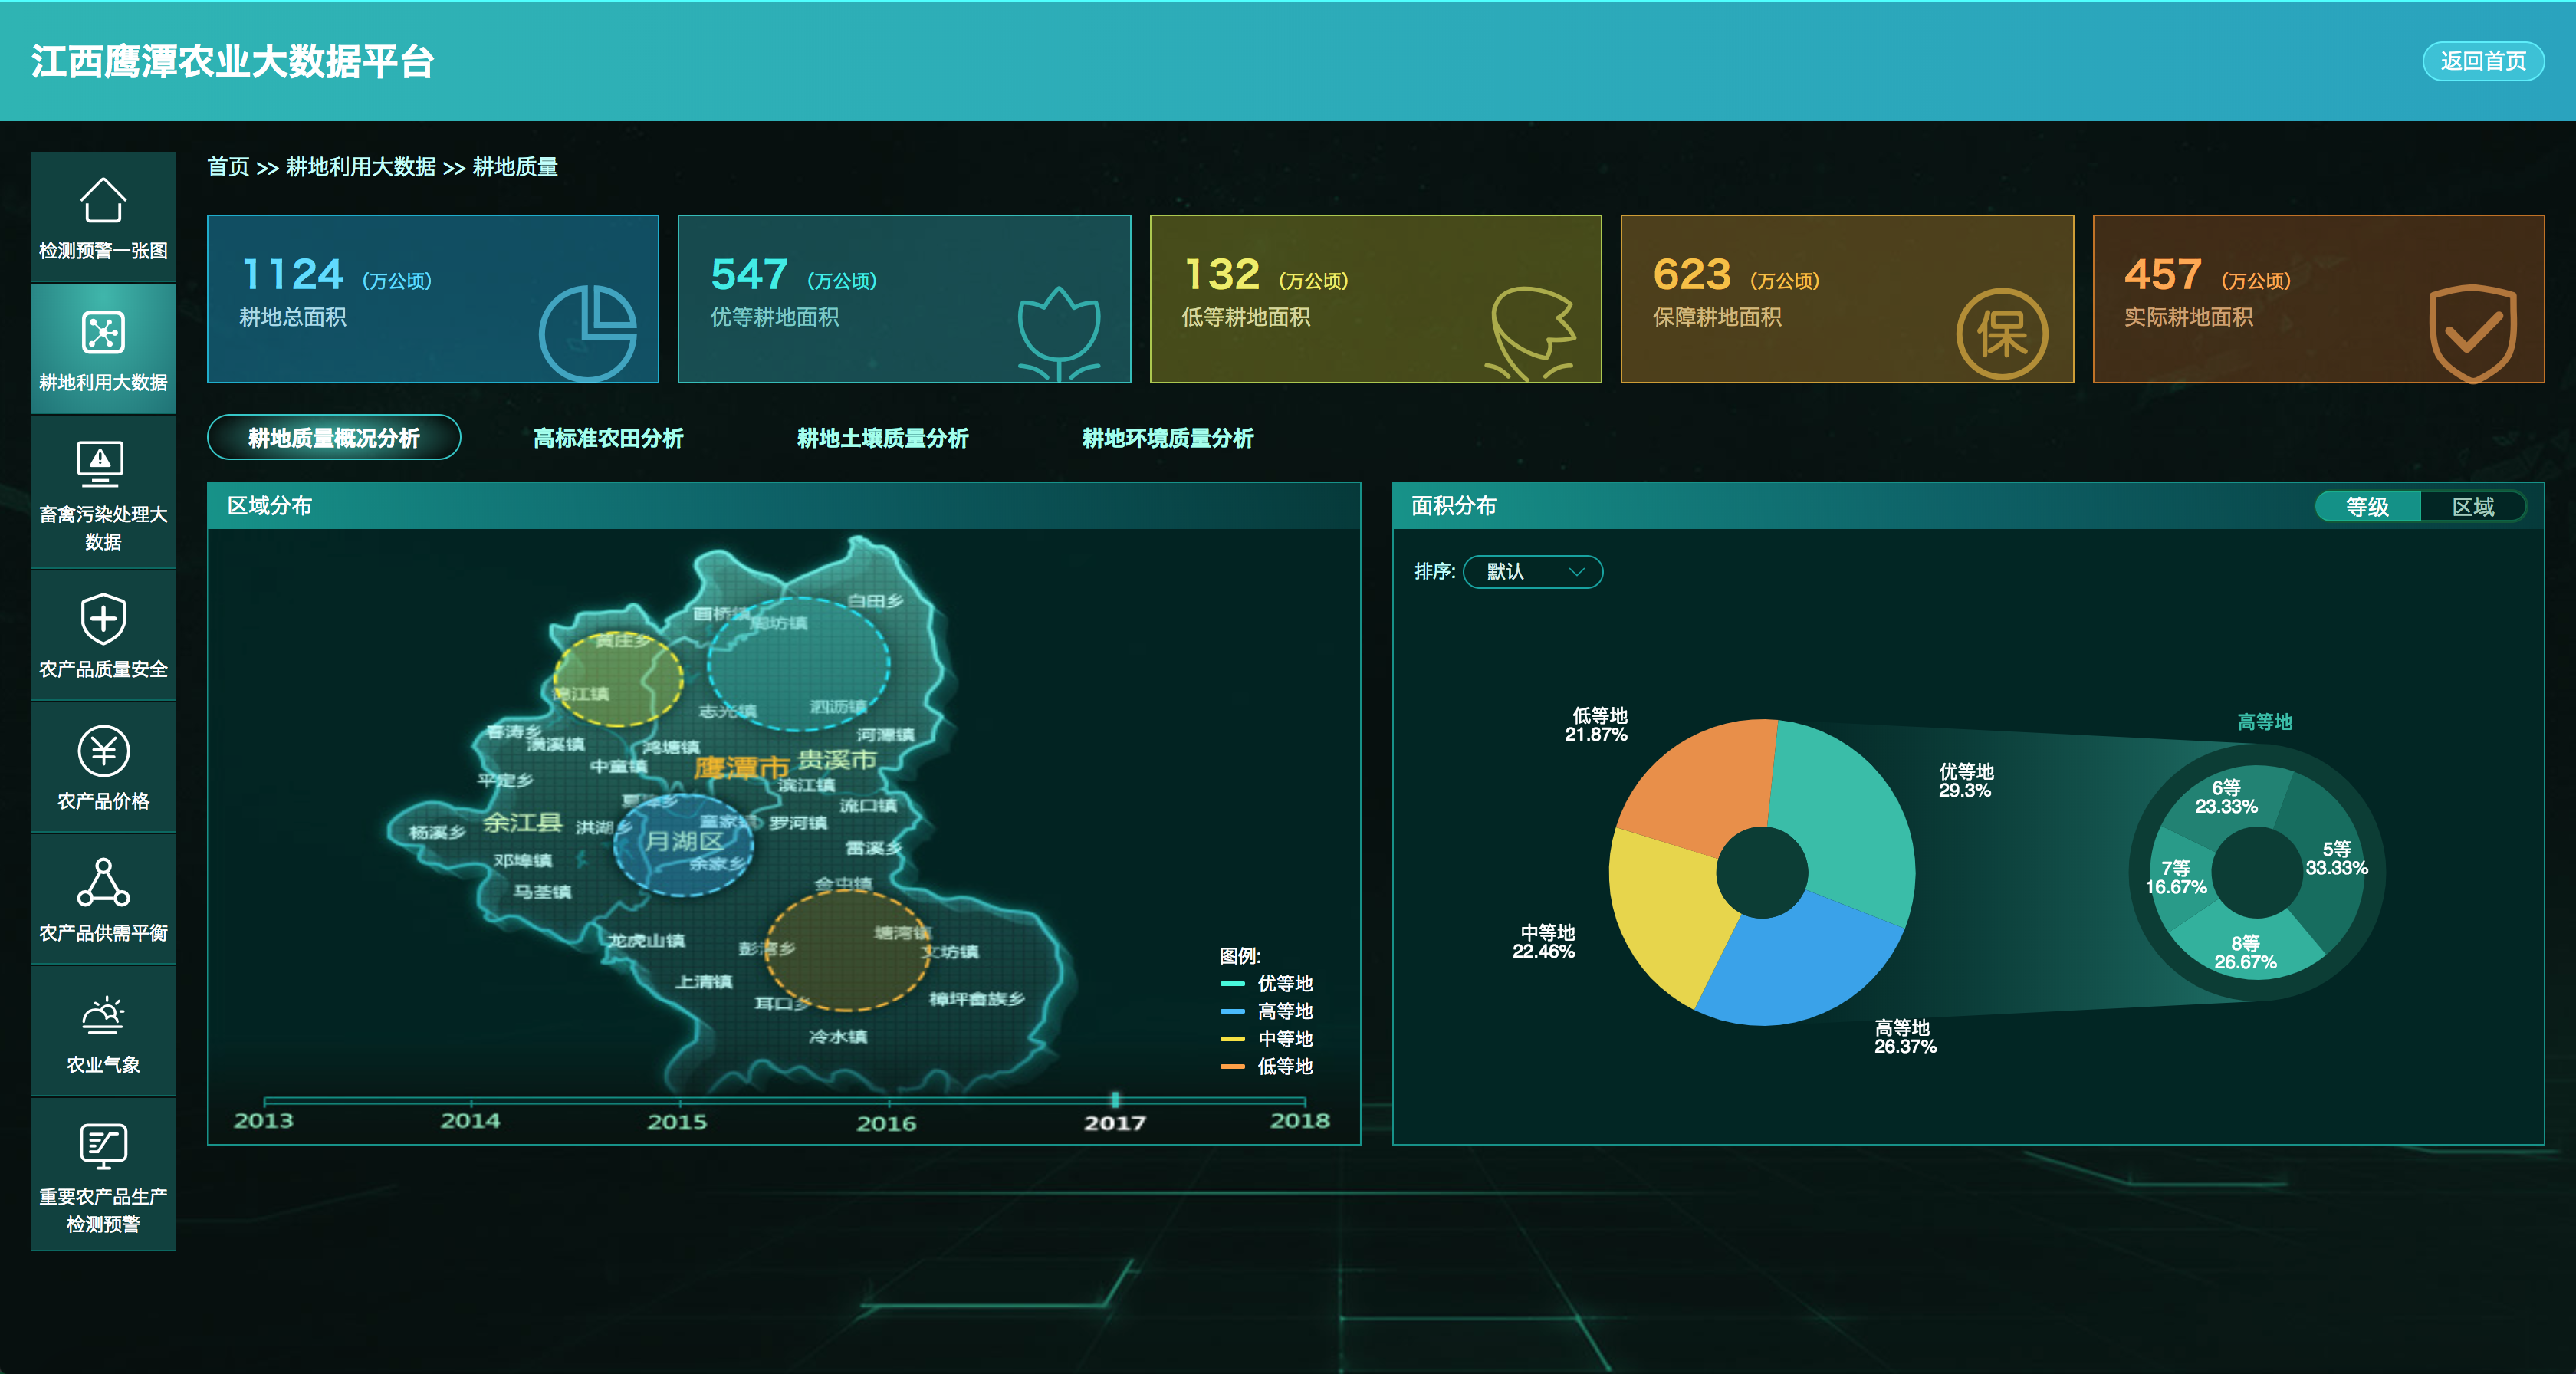 江西鹰潭农业大数据平台
返回首页
检测预警一张图
耕地利用大数据
畜禽污染处理大
数据
农产品质量安全
农产品价格
农产品供需平衡
农业气象
重要农产品生产
检测预警
首页 >> 耕地利用大数据 >> 耕地质量
1124 (万公顷)
耕地总面积
547 (万公顷)
优等耕地面积
132 (万公顷)
低等耕地面积
623 (万公顷)
保障耕地面积
保
457 (万公顷)
实际耕地面积
耕地质量概况分析
高标准农田分析
耕地土壤质量分析
耕地环境质量分析
区域分布
白田乡
画桥镇
周坊镇
黄庄乡
锦江镇
志光镇
泗沥镇
春涛乡
潢溪镇
鸿塘镇
河潭镇
中童镇
鹰潭市
贵溪市
平定乡
滨江镇
夏埠乡
流口镇
杨溪乡
余江县
洪湖乡
童家镇
罗河镇
月湖区
雷溪乡
邓埠镇
余家乡
马荃镇
金屯镇
龙虎山镇
彭湾乡
塘湾镇
文坊镇
上清镇
耳口乡
樟坪畲族乡
冷水镇
图例:
优等地
高等地
中等地
低等地
2013
2014
2015
2016
2017
2018
面积分布
等级
区域
排序:
默认
低等地
21.87%
优等地
29.3%
中等地
22.46%
高等地
26.37%
高等地
6等
23.33%
5等
33.33%
7等
16.67%
8等
26.67%